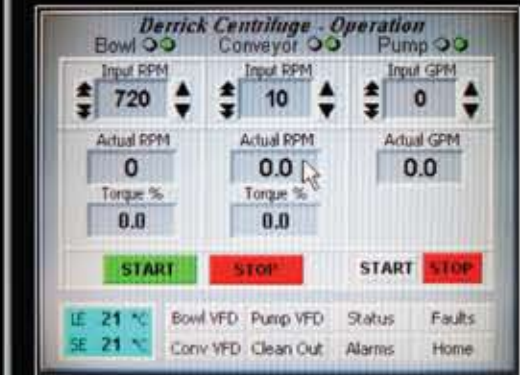 Derrick Centrifuge - Operation
Bowl Conveyor Pump
Input RPM Input RPM Input GPM
720 10 0
Actual RPM Actual RPM Actual GPM
0 0.0 0.0
Torque % Torque %
0.0 0.0
START STOP START STOP
LE 21 °C Bowl VFD Pump VFD Status Faults
SE 21 °C Conv VFD Clean Out Alarms Home